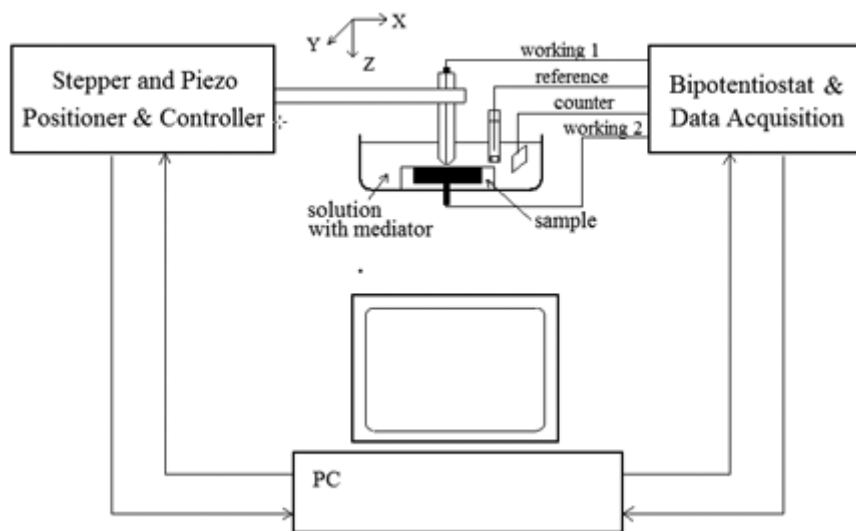 X
Y
Z
Stepper and Piezo
Positioner & Controller
working 1
reference
counter
working 2
Bipotentiostat &
Data Acquisition
solution
with mediator
sample
PC